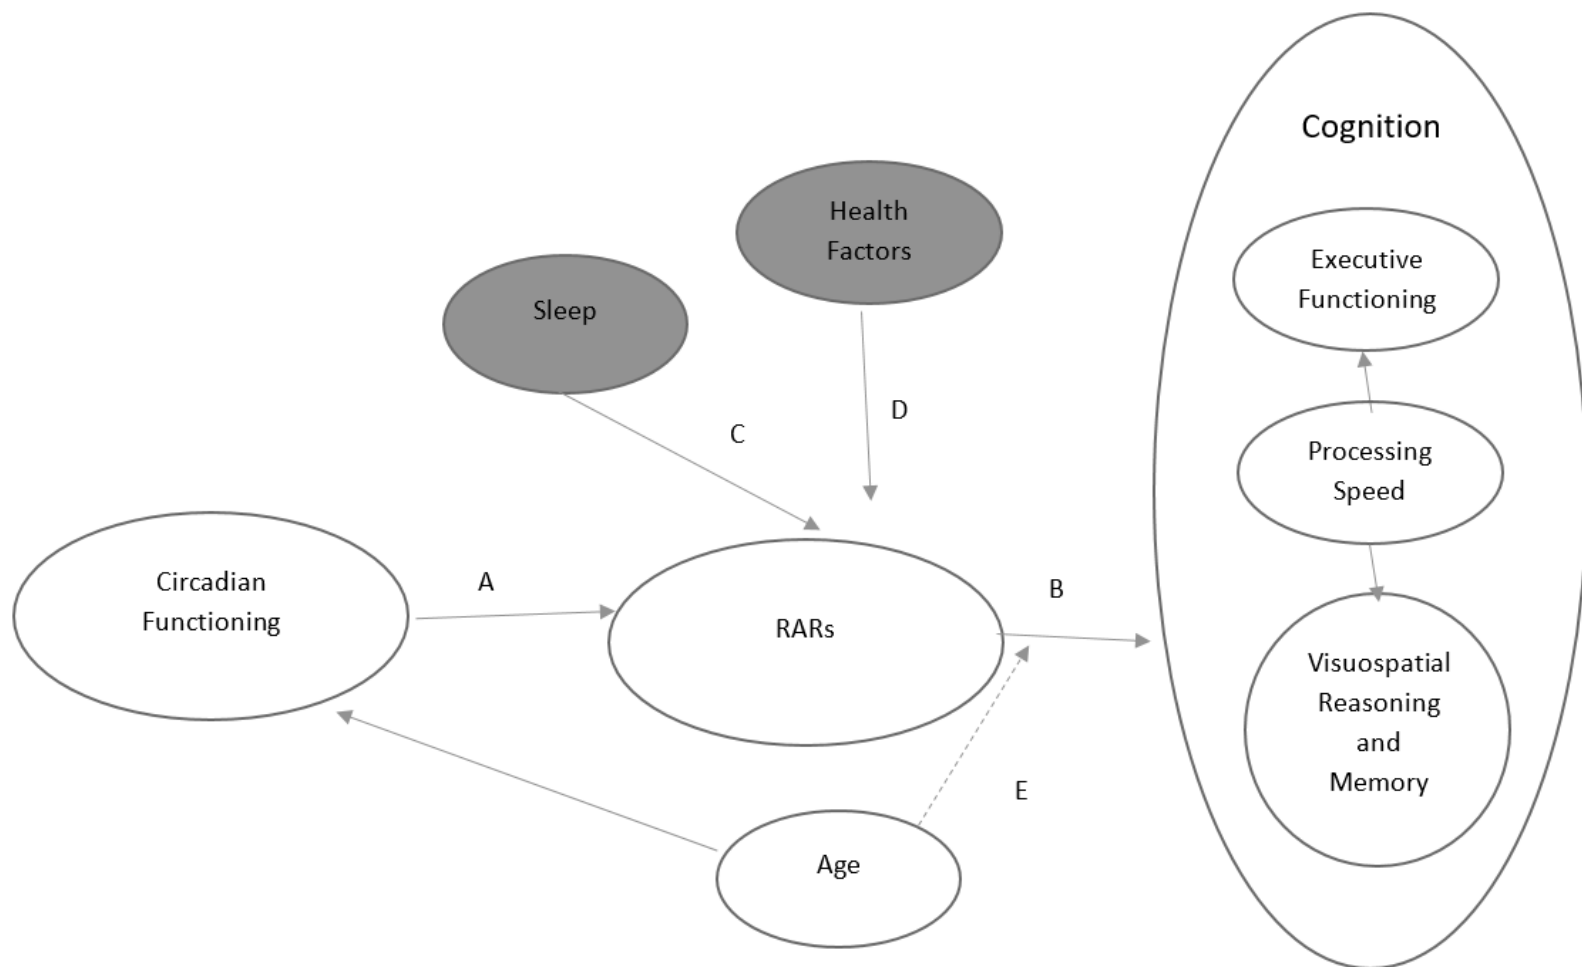 Cognition
Health
Factors
Executive
Functioning
Sleep
D
C
Processing
Speed
Circadian
Functioning
A
B
RARs
Visuospatial
Reasoning
and
Memory
E
Age